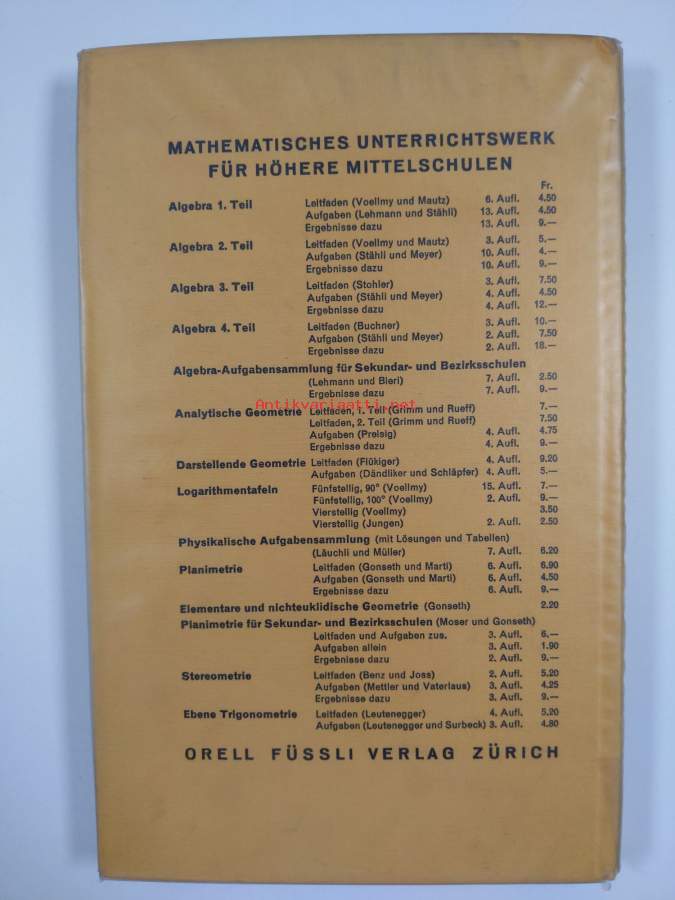 MATHEMATISCHES UNTERRICHTSWERK
FÜR HÖHERE MITTELSCHULEN
Fr.
Algebra 1. Teil Leitfaden (Voellmy und Mautz) 6. Aufl. 4.50
Aufgaben (Lehmann und Stähli) 13. Aufl. 4.50
Ergebnisse dazu 13. Aufl. 9.—
Algebra 2. Teil Leitfaden (Voellmy und Mautz) 3. Aufl. 5.—
Aufgaben (Stähli und Meyer) 10. Aufl. 4.—
Ergebnisse dazu 10. Aufl. 9.—
Algebra 3. Teil Leitfaden (Stohler) 3. Aufl. 7.50
Aufgaben (Stähli und Meyer) 4. Aufl. 4.50
Ergebnisse dazu 4. Aufl. 12.—
Algebra 4. Teil Leitfaden (Buchner) 3. Aufl. 10.—
Aufgaben (Stähli und Meyer) 2. Aufl. 7.50
Ergebnisse dazu 2. Aufl. 18.—
Algebra-Aufgabensammlung für Sekundar- und Bezirksschulen
(Lehmann und Bieri) 7. Aufl. 2.50
Ergebnisse dazu 7. Aufl. 9.—
Antikvariaatti.net
Analytische Geometrie Leitfaden, 1. Teil (Grimm und Rueff) 7.—
Leitfaden, 2. Teil (Grimm und Rueff) 7.50
Aufgaben (Preisig) 4. Aufl. 4.75
Ergebnisse dazu 4. Aufl. 9.—
Darstellende Geometrie Leitfaden (Flükiger) 4. Aufl. 9.20
Aufgaben (Dändliker und Schläpfer) 4. Aufl. 5.—
Logarithmentafeln Fünfstellig, 90° (Voellmy) 15. Aufl. 7.—
Fünfstellig, 100° (Voellmy) 2. Aufl. 9.—
Vierstellig (Voellmy) 3.50
Vierstellig (Jungen) 2. Aufl. 2.50
Physikalische Aufgabensammlung (mit Lösungen und Tabellen)
(Läuchli und Müller) 7. Aufl. 6.20
Planimetrie Leitfaden (Gonseth und Marti) 6. Aufl. 6.90
Aufgaben (Gonseth und Marti) 6. Aufl. 4.50
Ergebnisse dazu 6. Aufl. 9.—
Elementare und nichteuklidische Geometrie (Gonseth) 2.20
Planimetrie für Sekundar- und Bezirksschulen (Moser und Gonseth)
Leitfaden und Aufgaben zus. 3. Aufl. 6.—
Aufgaben allein 3. Aufl. 1.90
Ergebnisse dazu 2. Aufl. 9.—
Stereometrie Leitfaden (Benz und Joss) 2. Aufl. 5.20
Aufgaben (Mettler und Vaterlaus) 3. Aufl. 4.25
Ergebnisse dazu 3. Aufl. 9.—
Ebene Trigonometrie Leitfaden (Leutenegger) 4. Aufl. 5.20
Aufgaben (Leutenegger und Surbeck) 3. Aufl. 4.80
ORELL FÜSSLI VERLAG ZÜRICH